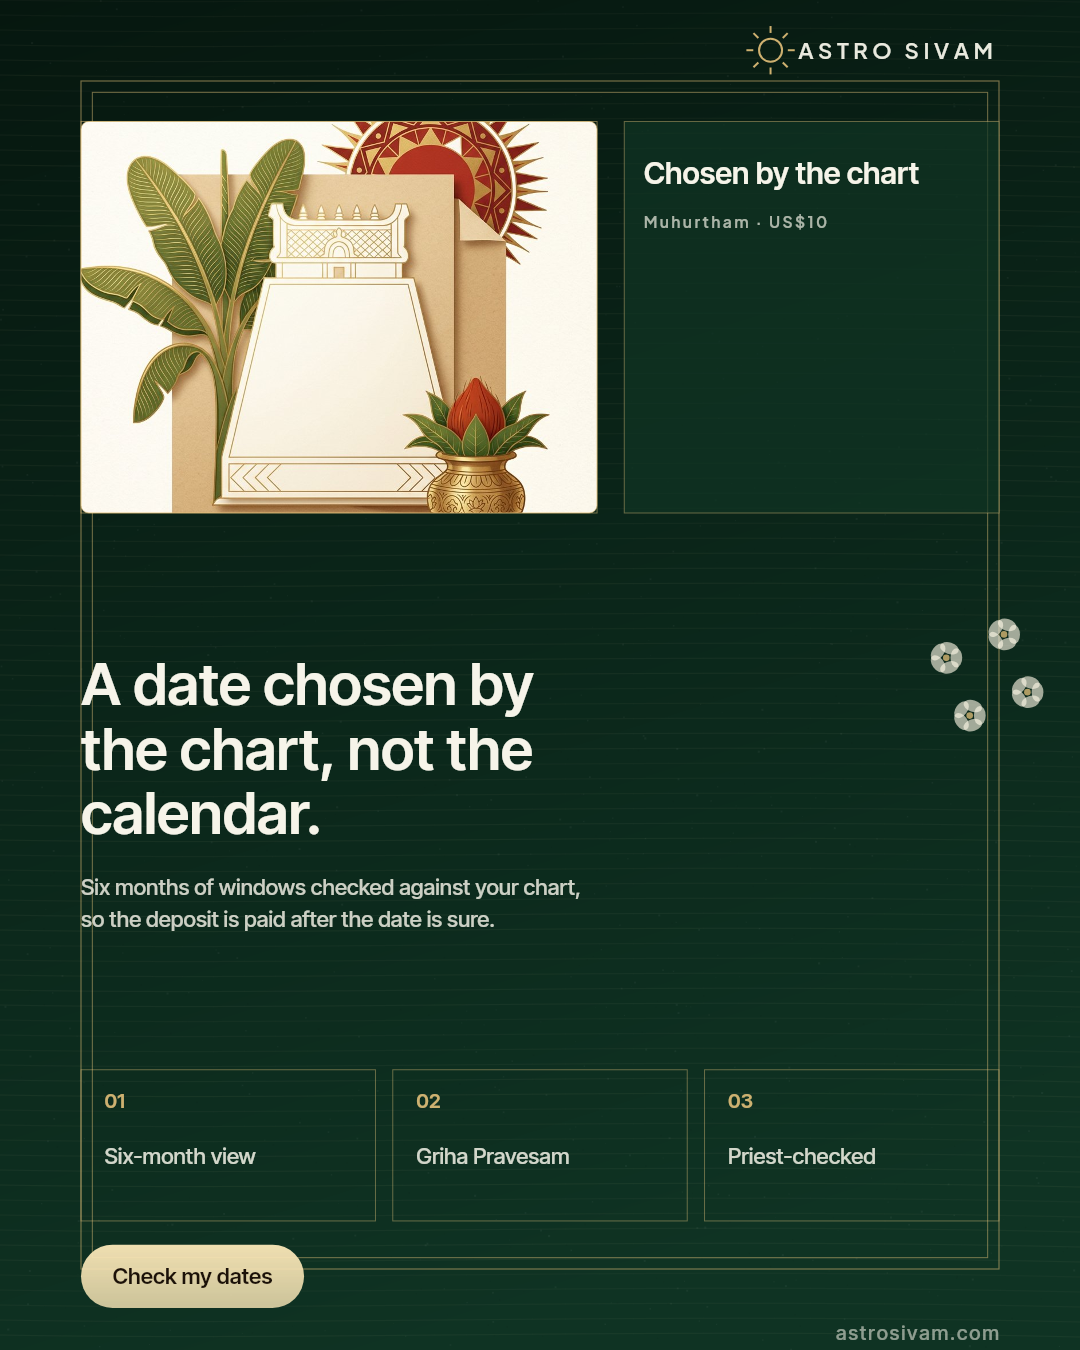 ASTRO SIVAM
Chosen by the chart
Muhurtham · US$10
A date chosen by
the chart, not the
calendar.
Six months of windows checked against your chart,
so the deposit is paid after the date is sure.
01
Six-month view
02
Griha Pravesam
03
Priest-checked
Check my dates
astrosivam.com